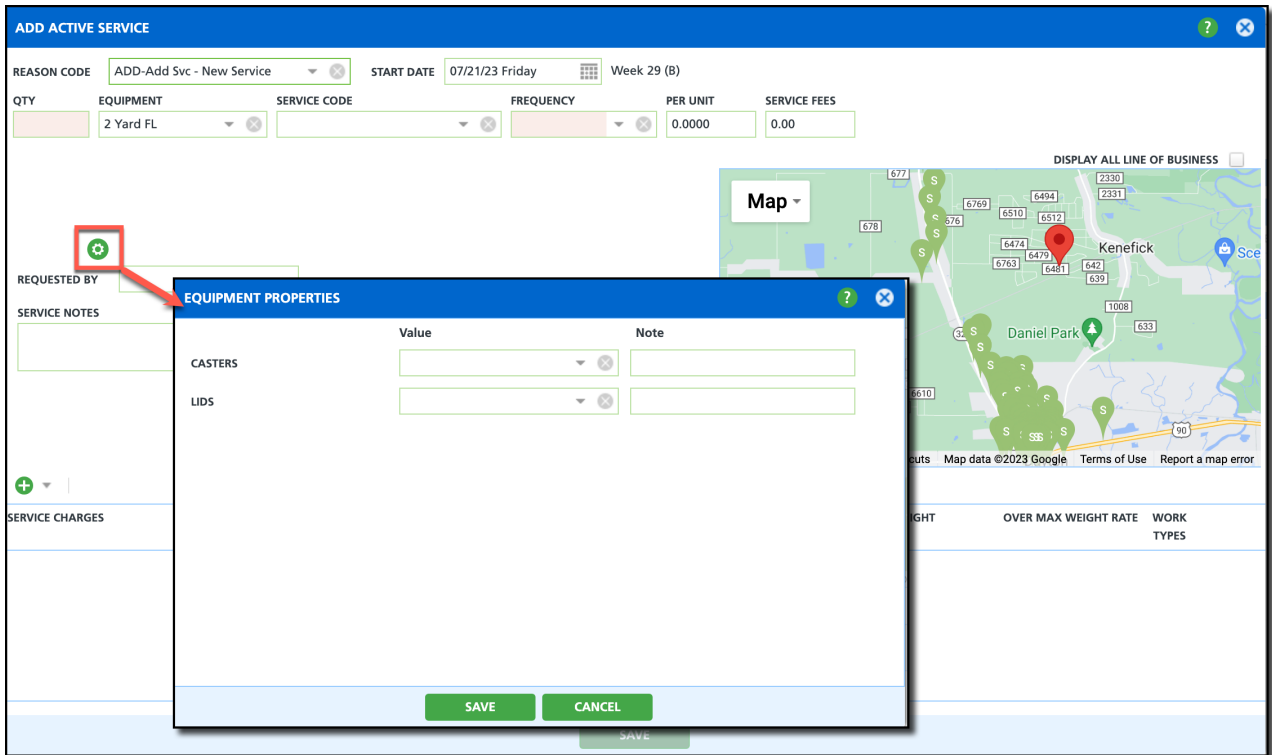 ADD ACTIVE SERVICE
?
REASON CODE ADD-Add Svc - New Service START DATE 07/21/23 Friday Week 29 (B)
QTY EQUIPMENT SERVICE CODE FREQUENCY PER UNIT SERVICE FEES
2 Yard FL 0.0000 0.00
DISPLAY ALL LINE OF BUSINESS
Map
677
2330
2331
6494
6769
6510
6512
676
678
6474
6479
6763
6481
642
639
Kenefick
Sce
1008
633
Daniel Park
6610
90
S
S
S
S
S
S
S
S
S
S
SS
S
Map data ©2023 Google Terms of Use Report a map error
REQUESTED BY
SERVICE NOTES
EQUIPMENT PROPERTIES
?
Value Note
CASTERS
LIDS
SAVE CANCEL
SERVICE CHARGES
IGHT OVER MAX WEIGHT RATE WORK
TYPES
SAVE